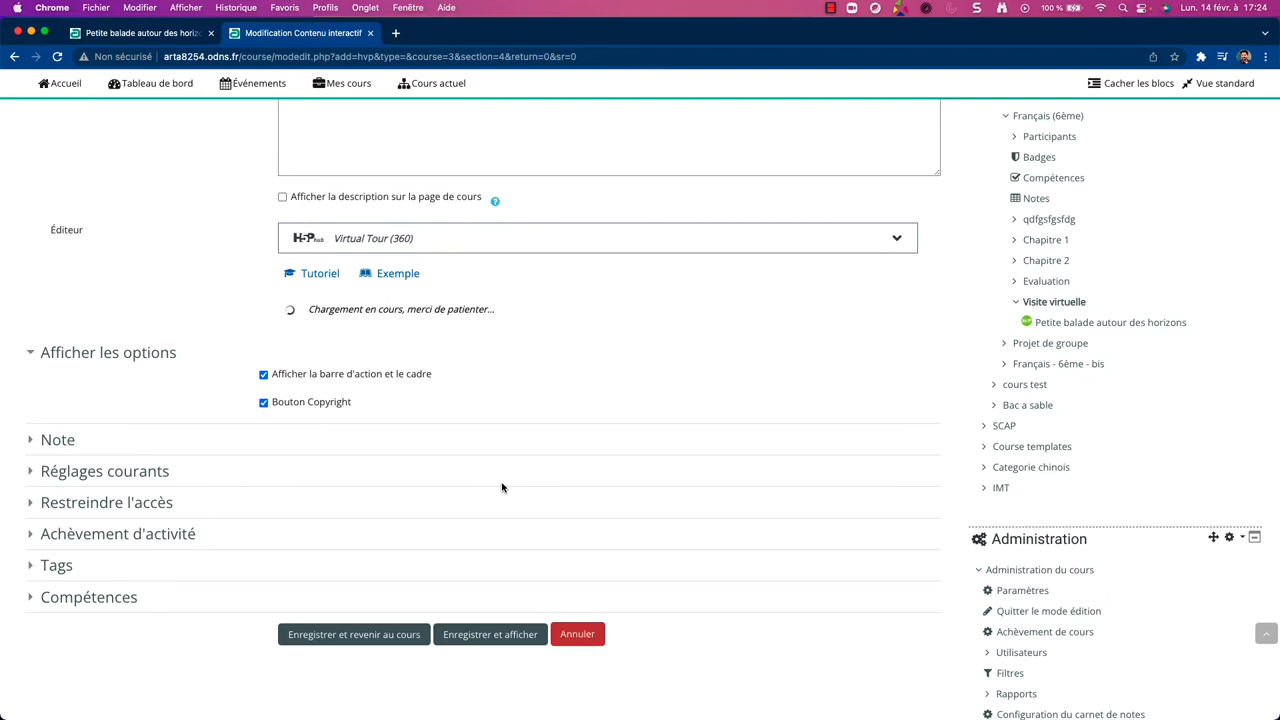 Chrome Fichier Modifier Afficher Historique Favoris Profils Onglet Fenêtre Aide 100 % Lun. 14 fév. à 17:24
Petite balade autour des horiz × Modification Contenu interactif × +
Non sécurisé arta8254.odns.fr/course/modedit.php?add=hvp&type=&course=3&section=4&return=0&sr=0
Accueil Tableau de bord Événements Mes cours Cours actuel Cacher les blocs Vue standard
Afficher la description sur la page de cours ?
Éditeur
H5P hub Virtual Tour (360)
Tutoriel Exemple
Chargement en cours, merci de patienter...
Afficher les options
Afficher la barre d'action et le cadre
Bouton Copyright
Note
Réglages courants
Restreindre l'accès
Achèvement d'activité
Tags
Compétences
Enregistrer et revenir au cours Enregistrer et afficher Annuler
Français (6ème)
Participants
Badges
Compétences
Notes
qdfgsfgsfdg
Chapitre 1
Chapitre 2
Evaluation
Visite virtuelle
Petite balade autour des horizons
Projet de groupe
Français - 6ème - bis
cours test
Bac a sable
SCAP
Course templates
Categorie chinois
IMT
Administration
Administration du cours
Paramètres
Quitter le mode édition
Achèvement de cours
Utilisateurs
Filtres
Rapports
Configuration du carnet de notes